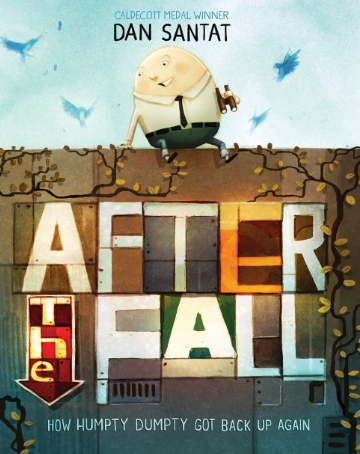 CALDECOTT MEDAL WINNER
DAN SANTAT
AFTER
The FALL
HOW HUMPTY DUMPTY GOT BACK UP AGAIN